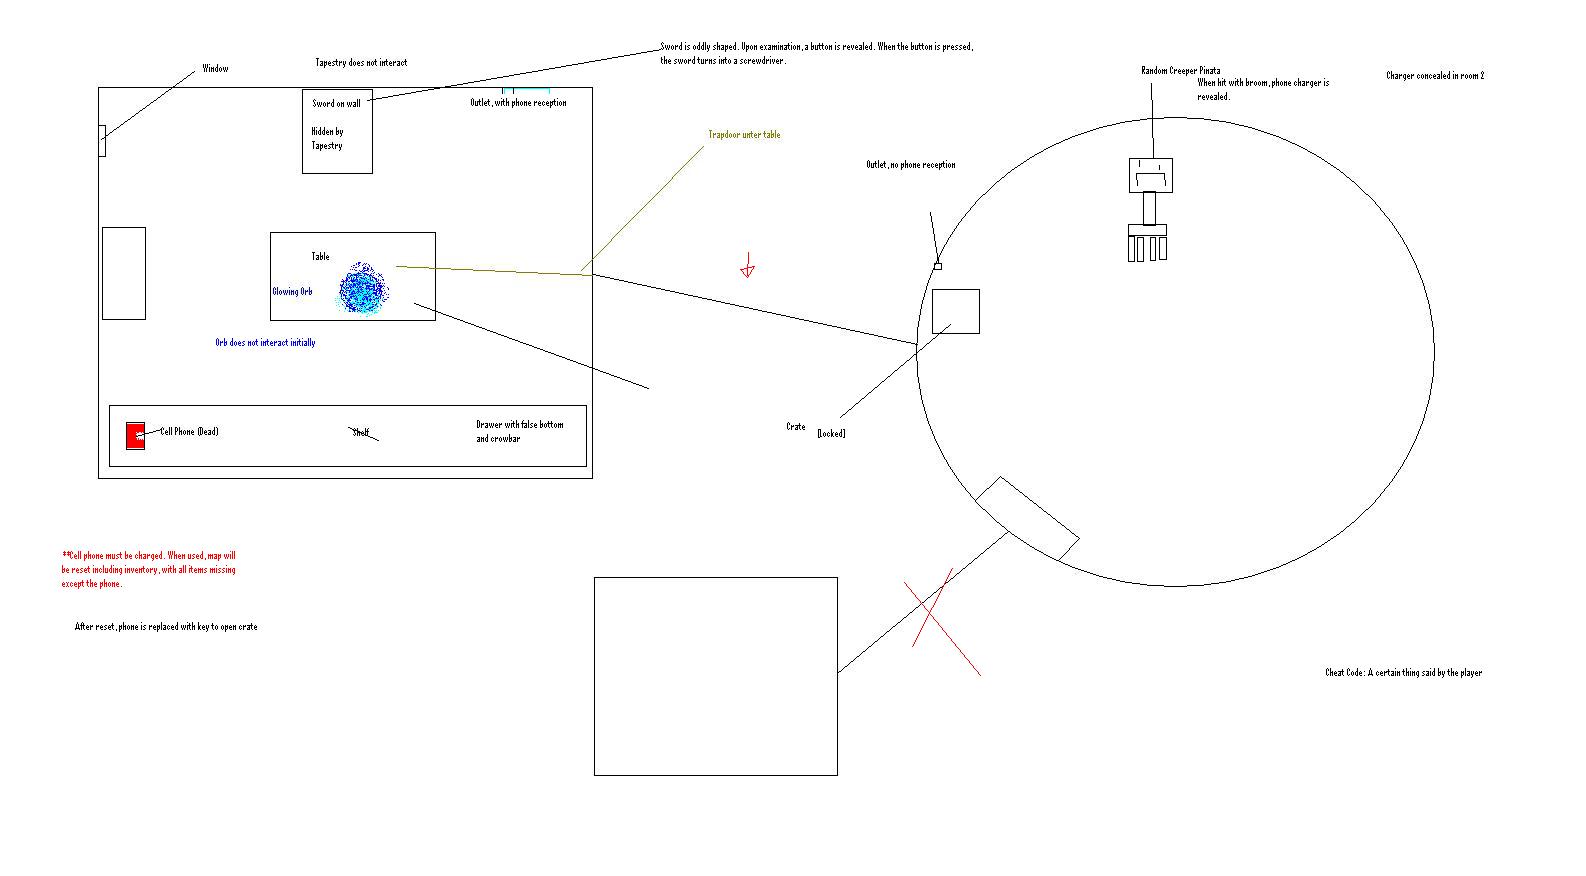 Sword is oddly shaped. Upon examination, a button is revealed. When the button is pressed,
the sword turns into a screwdriver.
Window
Tapestry does not interact
Random Creeper Pinata
When hit with broom, phone charger is
revealed.
Charger concealed in room 2
Sword on wall
Outlet, with phone reception
Hidden by
Tapestry
Trapdoor unter table
Outlet, no phone reception
Table
Glowing Orb
Orb does not interact initially
Cell Phone (Dead)
Shelf
Drawer with false bottom
and crowbar
Crate
[Locked]
**Cell phone must be charged. When used, map will
be reset including inventory, with all items missing
except the phone.
After reset, phone is replaced with key to open crate
Cheat Code: A certain thing said by the player